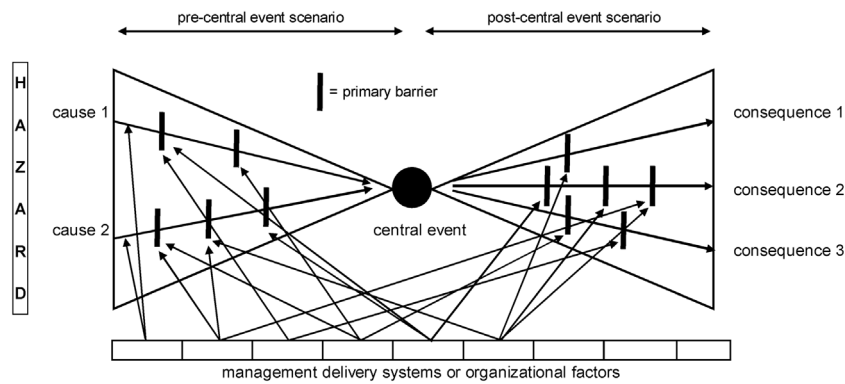 pre-central event scenario
post-central event scenario
HAZARD
= primary barrier
cause 1
consequence 1
consequence 2
cause 2
central event
consequence 3
management delivery systems or organizational factors